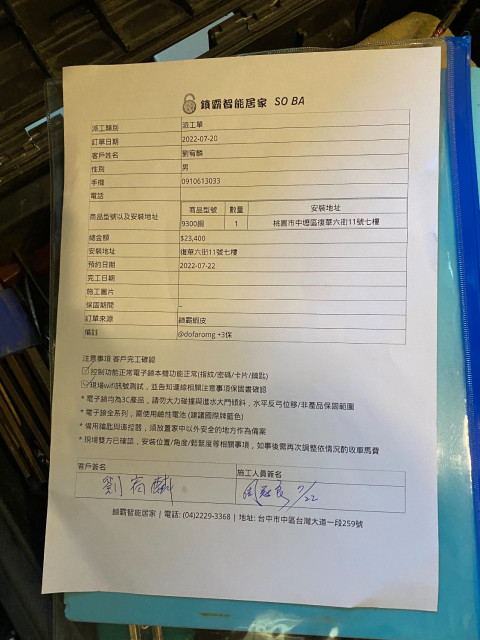 鎖霸智能居家 SO BA
派工類別 派工單
訂單日期 2022-07-20
客戶姓名 劉宥麟
性別 男
手機 0910613033
電話
商品型號 數量 安裝地址
商品型號以及安裝地址 9300掘 1 桃園市中壢區復華六街11號七樓
總金額 $23,400
安裝地址 復華六街11號七樓
預約日期 2022-07-22
完工日期
施工圖片
保固期間 _
訂單來源 鎖霸蝦皮
備註 @dofaromg +3保
注意事項 客戶完工確認
控制功能正常電子鎖本體功能正常(指紋/密碼/卡片/鑰匙)
現場wifi訊號測試，並告知連線相關注意事項保固書確認
* 電子鎖均為3C產品，請勿大力碰撞與進水大門傾斜，水平反弓位移/非產品保固範圍
* 電子鎖全系列，需使用鹼性電池 (建議國際牌藍色)
* 備用鑰匙與遙控器，須放置家中以外安全的地方作為備案
* 現場雙方已確認，安裝位置/角度/鬆緊度等相關事項，如事後需再次調整依情況酌收車馬費
客戶簽名 施工人員簽名
劉宥麟 7/22
鎖霸智能居家 | 電話: (04)2229-3368 | 地址: 台中市中區台灣大道一段259號